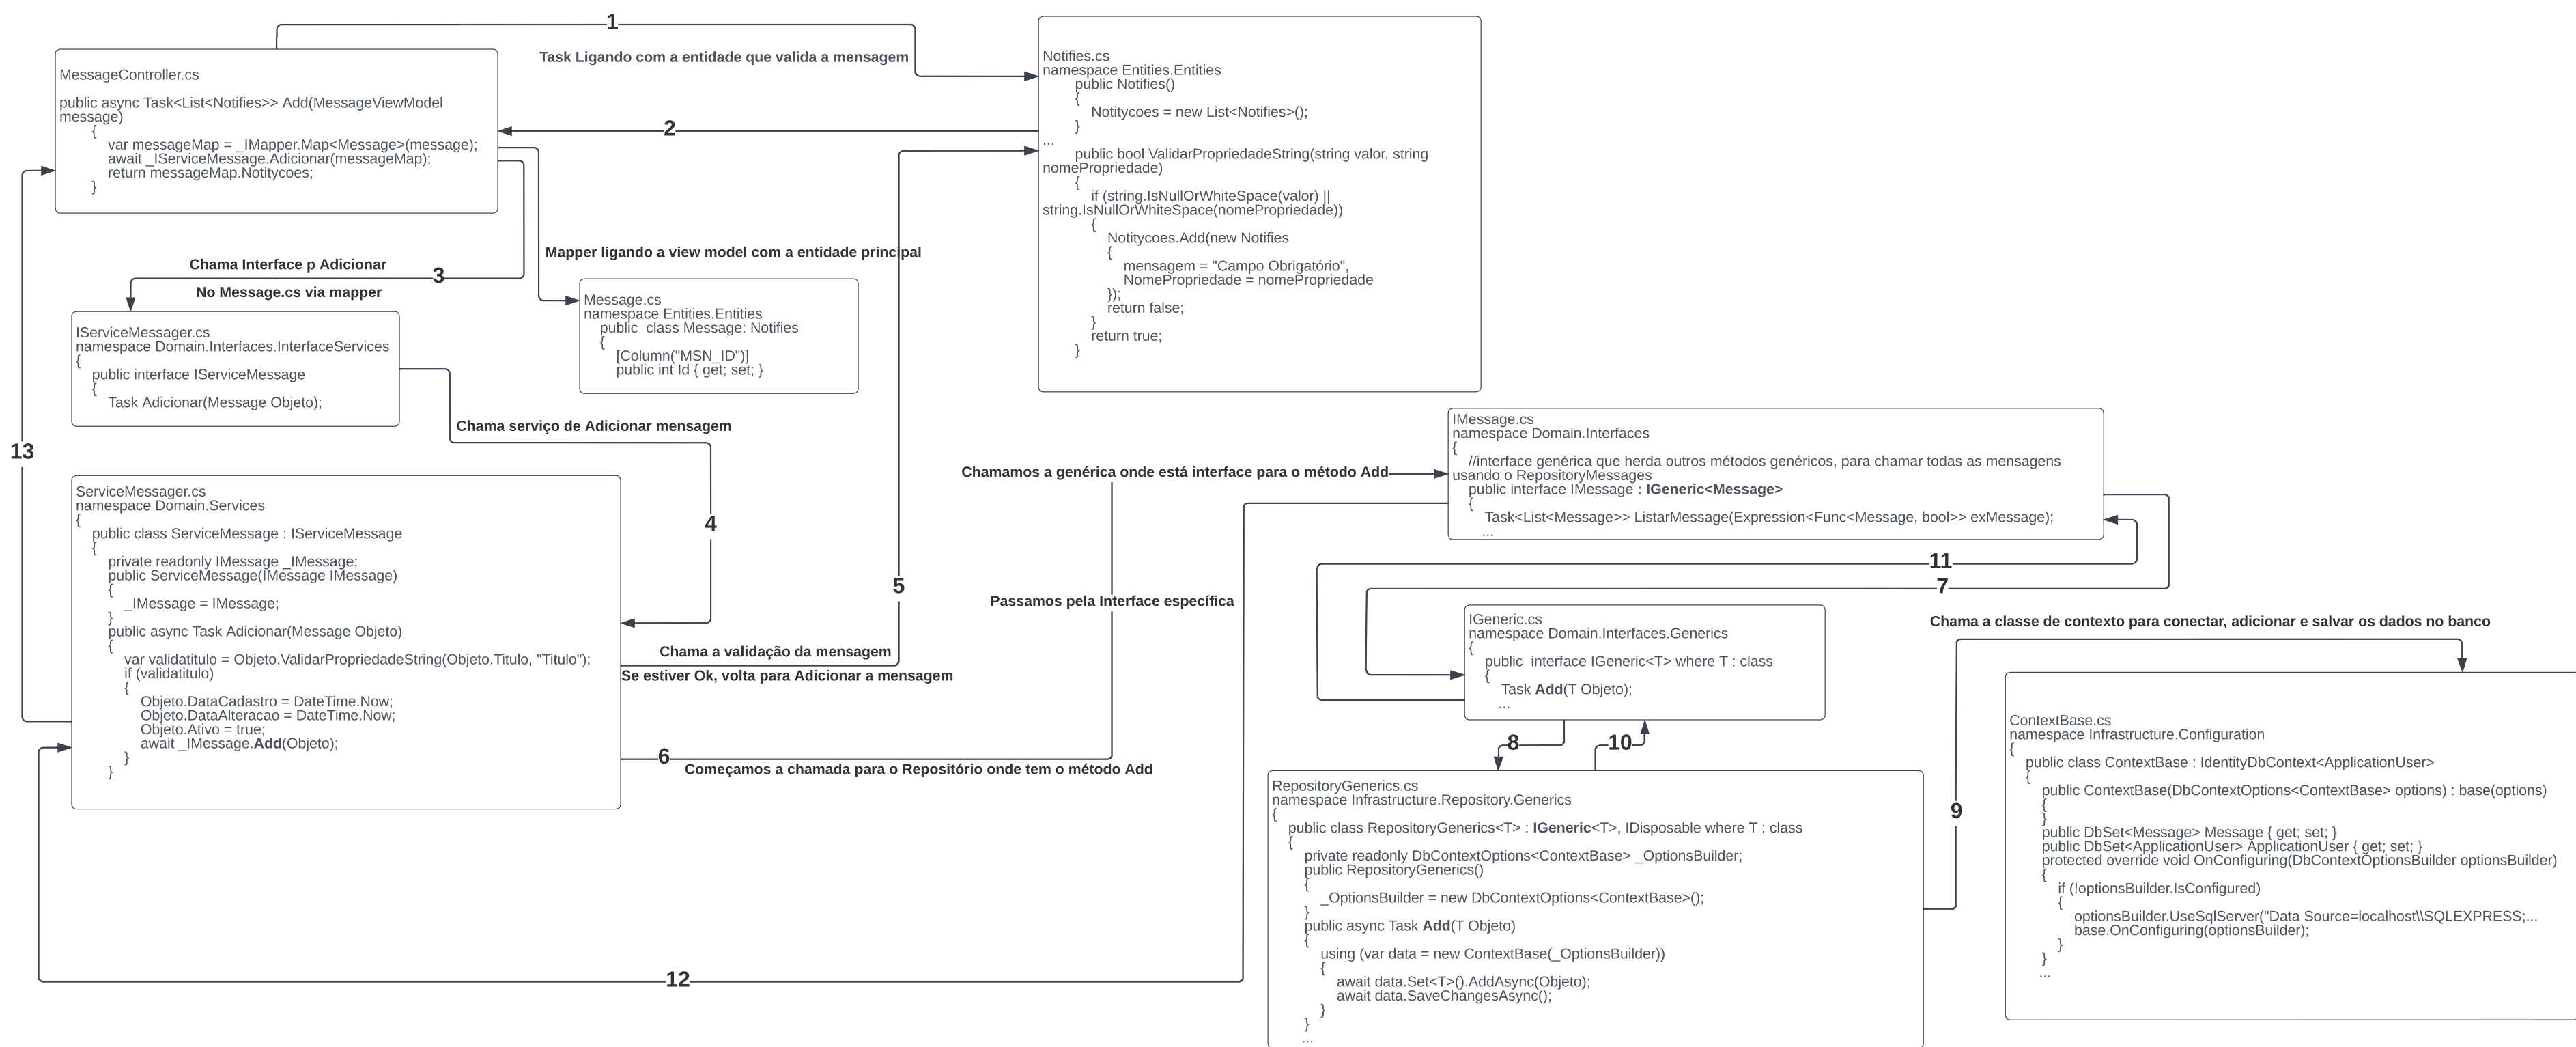 1
Task Ligando com a entidade que valida a mensagem
MessageController.cs
public async Task<List<Notifies>> Add(MessageViewModel
message)
{
var messageMap = _IMapper.Map<Message>(message);
await _IServiceMessage.Adicionar(messageMap);
return messageMap.Notitycoes;
}
Notifies.cs
namespace Entities.Entities
public Notifies()
{
Notitycoes = new List<Notifies>();
}
...
public bool ValidarPropriedadeString(string valor, string
nomePropriedade)
{
if (string.IsNullOrWhiteSpace(valor) ||
string.IsNullOrWhiteSpace(nomePropriedade))
{
Notitycoes.Add(new Notifies
{
mensagem = "Campo Obrigatório",
NomePropriedade = nomePropriedade
});
return false;
}
return true;
}
2
Mapper ligando a view model com a entidade principal
Chama Interface p Adicionar
3
No Message.cs via mapper
Message.cs
namespace Entities.Entities
public  class Message: Notifies
{
[Column("MSN_ID")]
public int Id { get; set; }
IServiceMessager.cs
namespace Domain.Interfaces.InterfaceServices
{
public interface IServiceMessage
{
Task Adicionar(Message Objeto);
Chama serviço de Adicionar mensagem
13
4
ServiceMessager.cs
namespace Domain.Services
{
public class ServiceMessage : IServiceMessage
{
private readonly IMessage _IMessage;
public ServiceMessage(IMessage IMessage)
{
_IMessage = IMessage;
}
public async Task Adicionar(Message Objeto)
{
var validatitulo = Objeto.ValidarPropriedadeString(Objeto.Titulo, "Titulo");
if (validatitulo)
{
Objeto.DataCadastro = DateTime.Now;
Objeto.DataAlteracao = DateTime.Now;
Objeto.Ativo = true;
await _IMessage.Add(Objeto);
}
}
5
Chama a validação da mensagem
Se estiver Ok, volta para Adicionar a mensagem
6
Começamos a chamada para o Repositório onde tem o método Add
Chamamos a genérica onde está interface para o método Add
Passamos pela Interface específica
IMessage.cs
namespace Domain.Interfaces
{
//interface genérica que herda outros métodos genéricos, para chamar todas as mensagens
usando o RepositoryMessages
public interface IMessage : IGeneric<Message>
{
Task<List<Message>> ListarMessage(Expression<Func<Message, bool>> exMessage);
...
11
7
IGeneric.cs
namespace Domain.Interfaces.Generics
{
public  interface IGeneric<T> where T : class
{
Task Add(T Objeto);
...
8
10
RepositoryGenerics.cs
namespace Infrastructure.Repository.Generics
{
public class RepositoryGenerics<T> : IGeneric<T>, IDisposable where T : class
{
private readonly DbContextOptions<ContextBase> _OptionsBuilder;
public RepositoryGenerics()
{
_OptionsBuilder = new DbContextOptions<ContextBase>();
}
public async Task Add(T Objeto)
{
using (var data = new ContextBase(_OptionsBuilder))
{
await data.Set<T>().AddAsync(Objeto);
await data.SaveChangesAsync();
}
}
...
9
Chama a classe de contexto para conectar, adicionar e salvar os dados no banco
ContextBase.cs
namespace Infrastructure.Configuration
{
public class ContextBase : IdentityDbContext<ApplicationUser>
{
public ContextBase(DbContextOptions<ContextBase> options) : base(options)
{
}
public DbSet<Message> Message { get; set; }
public DbSet<ApplicationUser> ApplicationUser { get; set; }
protected override void OnConfiguring(DbContextOptionsBuilder optionsBuilder)
{
if (!optionsBuilder.IsConfigured)
{
optionsBuilder.UseSqlServer("Data Source=localhost\\SQLEXPRESS;...
base.OnConfiguring(optionsBuilder);
}
}
...
12